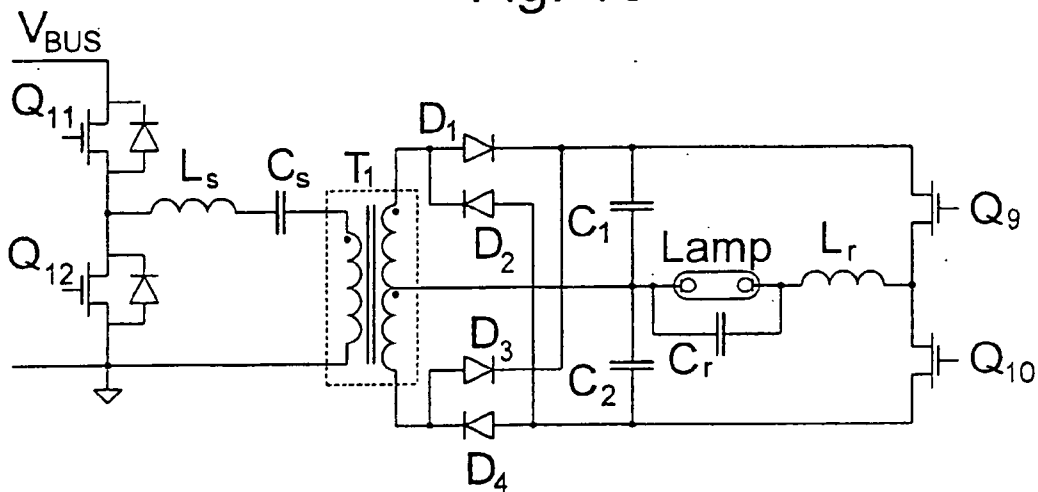 V_BUS
Q_11
Q_12
L_s
C_s
T_1
D_1
D_2
D_3
D_4
C_1
C_2
Lamp
C_r
L_r
Q_9
Q_10